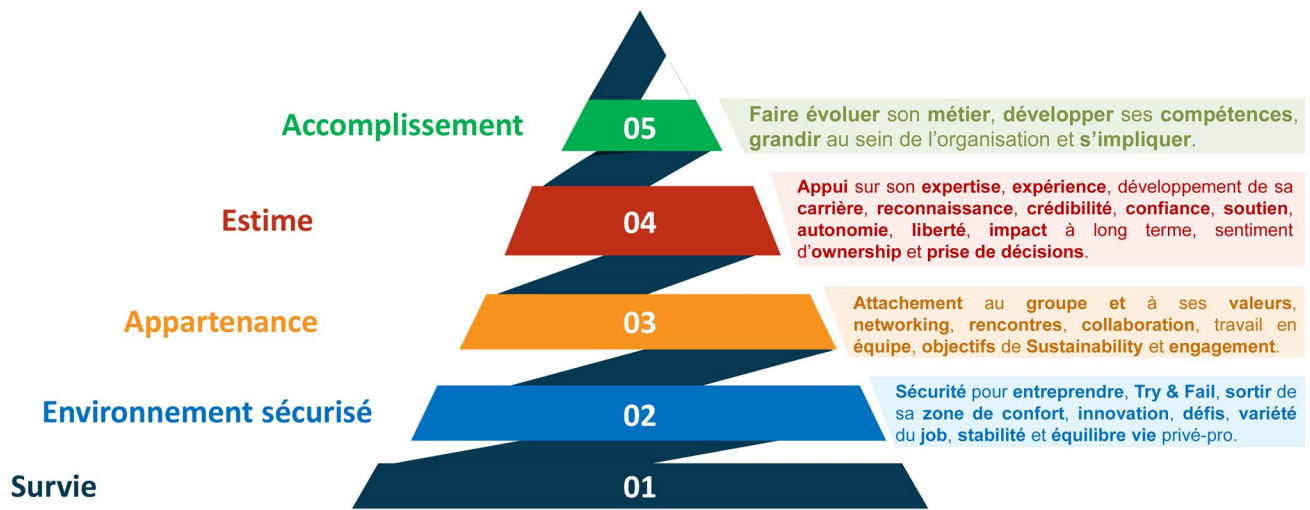 Accomplissement
05
Faire évoluer son métier, développer ses compétences,
grandir au sein de l’organisation et s’impliquer.
Estime
04
Appui sur son expertise, expérience, développement de sa
carrière, reconnaissance, crédibilité, confiance, soutien,
autonomie, liberté, impact à long terme, sentiment
d’ownership et prise de décisions.
Appartenance
03
Attachement au groupe et à ses valeurs,
networking, rencontres, collaboration, travail en
équipe, objectifs de Sustainability et engagement.
Environnement sécurisé
02
Sécurité pour entreprendre, Try & Fail, sortir de
sa zone de confort, innovation, défis, variété
du job, stabilité et équilibre vie privé-pro.
Survie
01